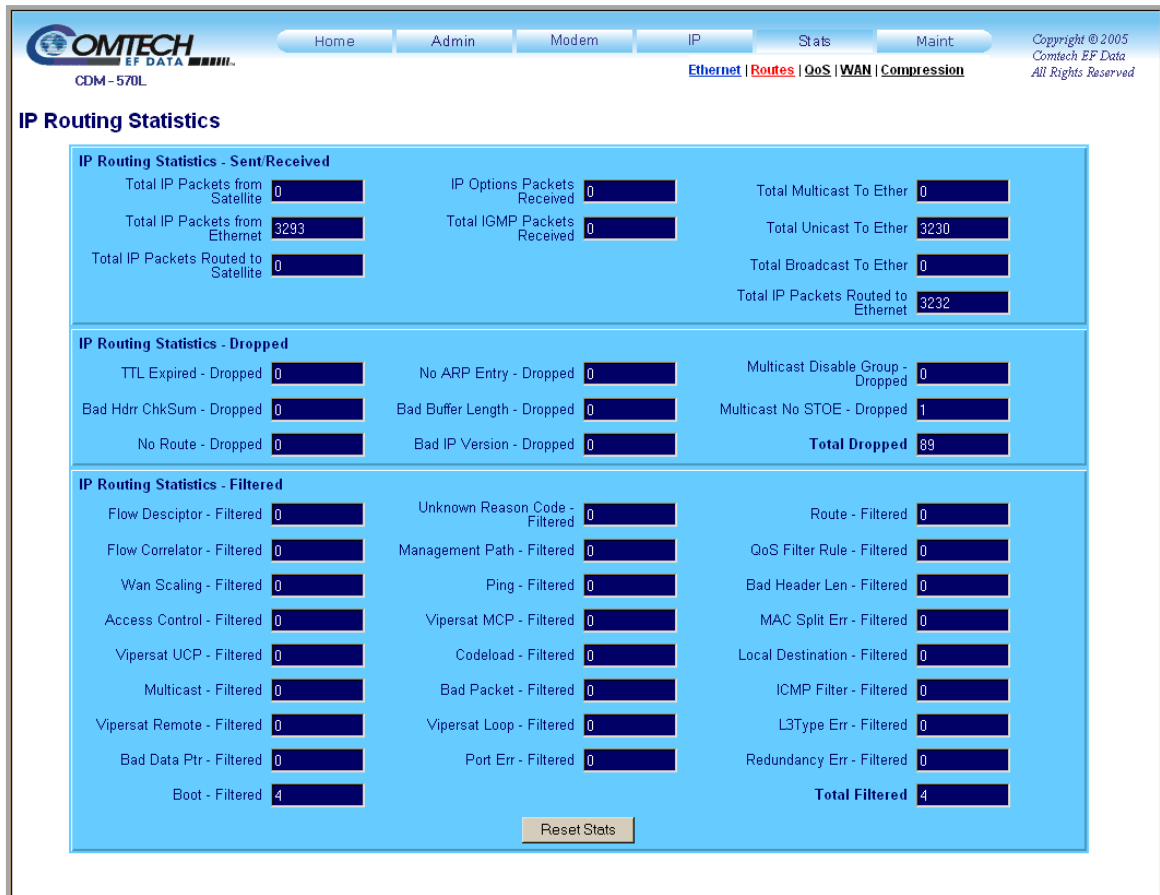 COMTECH
EF DATA
CDM - 570L
Home Admin Modem IP Stats Maint
Ethernet | Routes | QoS | WAN | Compression
Copyright © 2005
Comtech EF Data
All Rights Reserved
IP Routing Statistics
IP Routing Statistics - Sent/Received
Total IP Packets from Satellite 0
IP Options Packets Received 0
Total Multicast To Ether 0
Total IP Packets from Ethernet 3293
Total IGMP Packets Received 0
Total Unicast To Ether 3230
Total IP Packets Routed to Satellite 0
Total Broadcast To Ether 0
Total IP Packets Routed to Ethernet 3232
IP Routing Statistics - Dropped
TTL Expired - Dropped 0
No ARP Entry - Dropped 0
Multicast Disable Group - Dropped 0
Bad Hdrr ChkSum - Dropped 0
Bad Buffer Length - Dropped 0
Multicast No STOE - Dropped 1
No Route - Dropped 0
Bad IP Version - Dropped 0
Total Dropped 89
IP Routing Statistics - Filtered
Flow Desciptor - Filtered 0
Unknown Reason Code - Filtered 0
Route - Filtered 0
Flow Correlator - Filtered 0
Management Path - Filtered 0
QoS Filter Rule - Filtered 0
Wan Scaling - Filtered 0
Ping - Filtered 0
Bad Header Len - Filtered 0
Access Control - Filtered 0
Vipersat MCP - Filtered 0
MAC Split Err - Filtered 0
Vipersat UCP - Filtered 0
Codeload - Filtered 0
Local Destination - Filtered 0
Multicast - Filtered 0
Bad Packet - Filtered 0
ICMP Filter - Filtered 0
Vipersat Remote - Filtered 0
Vipersat Loop - Filtered 0
L3Type Err - Filtered 0
Bad Data Ptr - Filtered 0
Port Err - Filtered 0
Redundancy Err - Filtered 0
Boot - Filtered 4
Total Filtered 4
Reset Stats